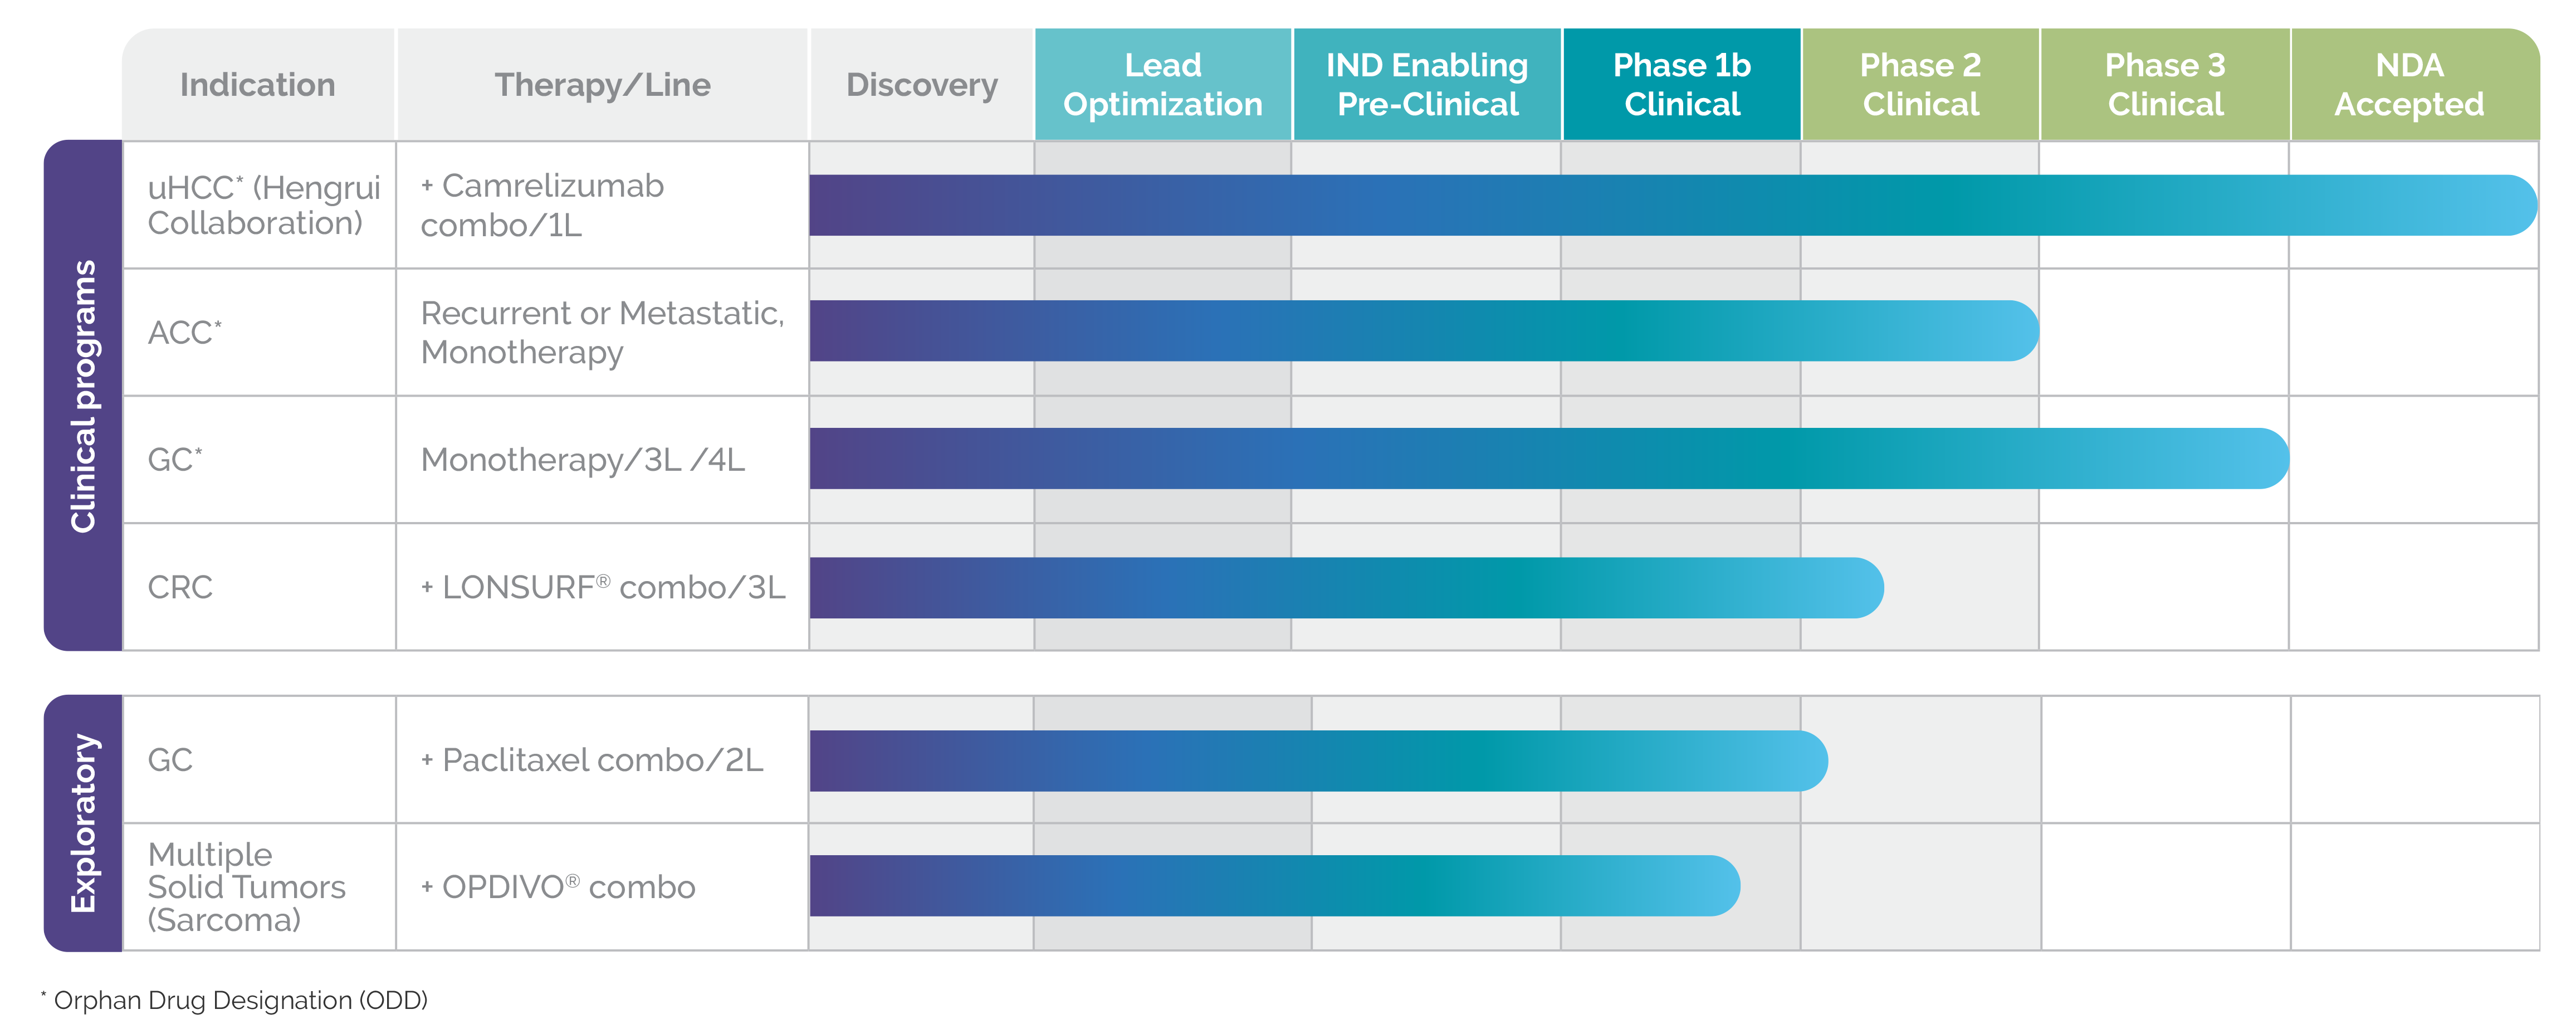 Indication
Therapy/Line
Discovery
Lead
Optimization
IND Enabling
Pre-Clinical
Phase 1b
Clinical
Phase 2
Clinical
Phase 3
Clinical
NDA
Accepted
Clinical programs
uHCC* (Hengrui
Collaboration)
+ Camrelizumab
combo/1L
ACC*
Recurrent or Metastatic,
Monotherapy
GC*
Monotherapy/3L /4L
CRC
+ LONSURF® combo/3L
Exploratory
GC
+ Paclitaxel combo/2L
Multiple
Solid Tumors
(Sarcoma)
+ OPDIVO® combo
* Orphan Drug Designation (ODD)